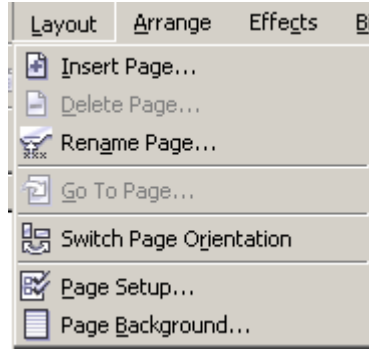 Layout Arrange Effects B
Insert Page...
Delete Page...
Rename Page...
xxx
Go To Page...
Switch Page Orientation
Page Setup...
Page Background...